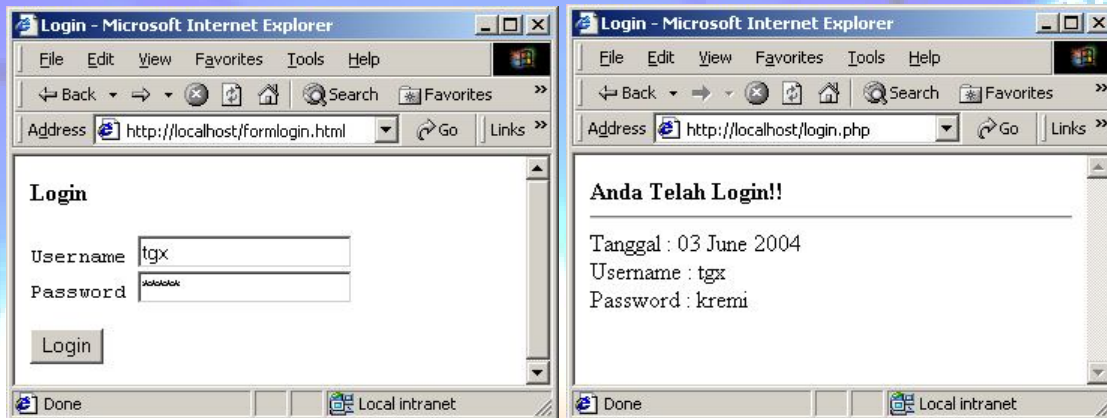 Login - Microsoft Internet Explorer
File Edit View Favorites Tools Help
Back Search Favorites »
Address http://localhost/formlogin.html Go Links »
Login
Username tgx
Password ******
Login
Done Local intranet
Login - Microsoft Internet Explorer
File Edit View Favorites Tools Help
Back Search Favorites »
Address http://localhost/login.php Go Links »
Anda Telah Login!!
Tanggal : 03 June 2004
Username : tgx
Password : kremi
Done Local intranet